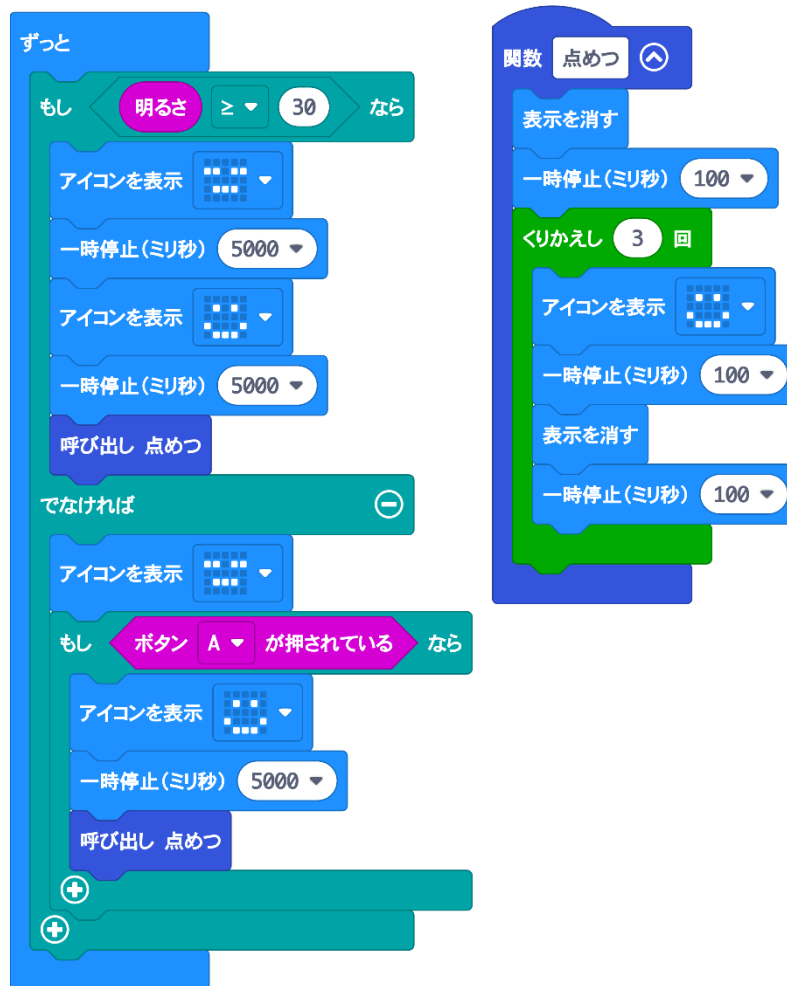 ずっと
もし 明るさ ≥ 30 なら
アイコンを表示
一時停止(ミリ秒) 5000
アイコンを表示
一時停止(ミリ秒) 5000
呼び出し 点めつ
でなければ
アイコンを表示
もし ボタン A が押されている なら
アイコンを表示
一時停止(ミリ秒) 5000
呼び出し 点めつ
関数 点めつ
表示を消す
一時停止(ミリ秒) 100
くりかえし 3 回
アイコンを表示
一時停止(ミリ秒) 100
表示を消す
一時停止(ミリ秒) 100